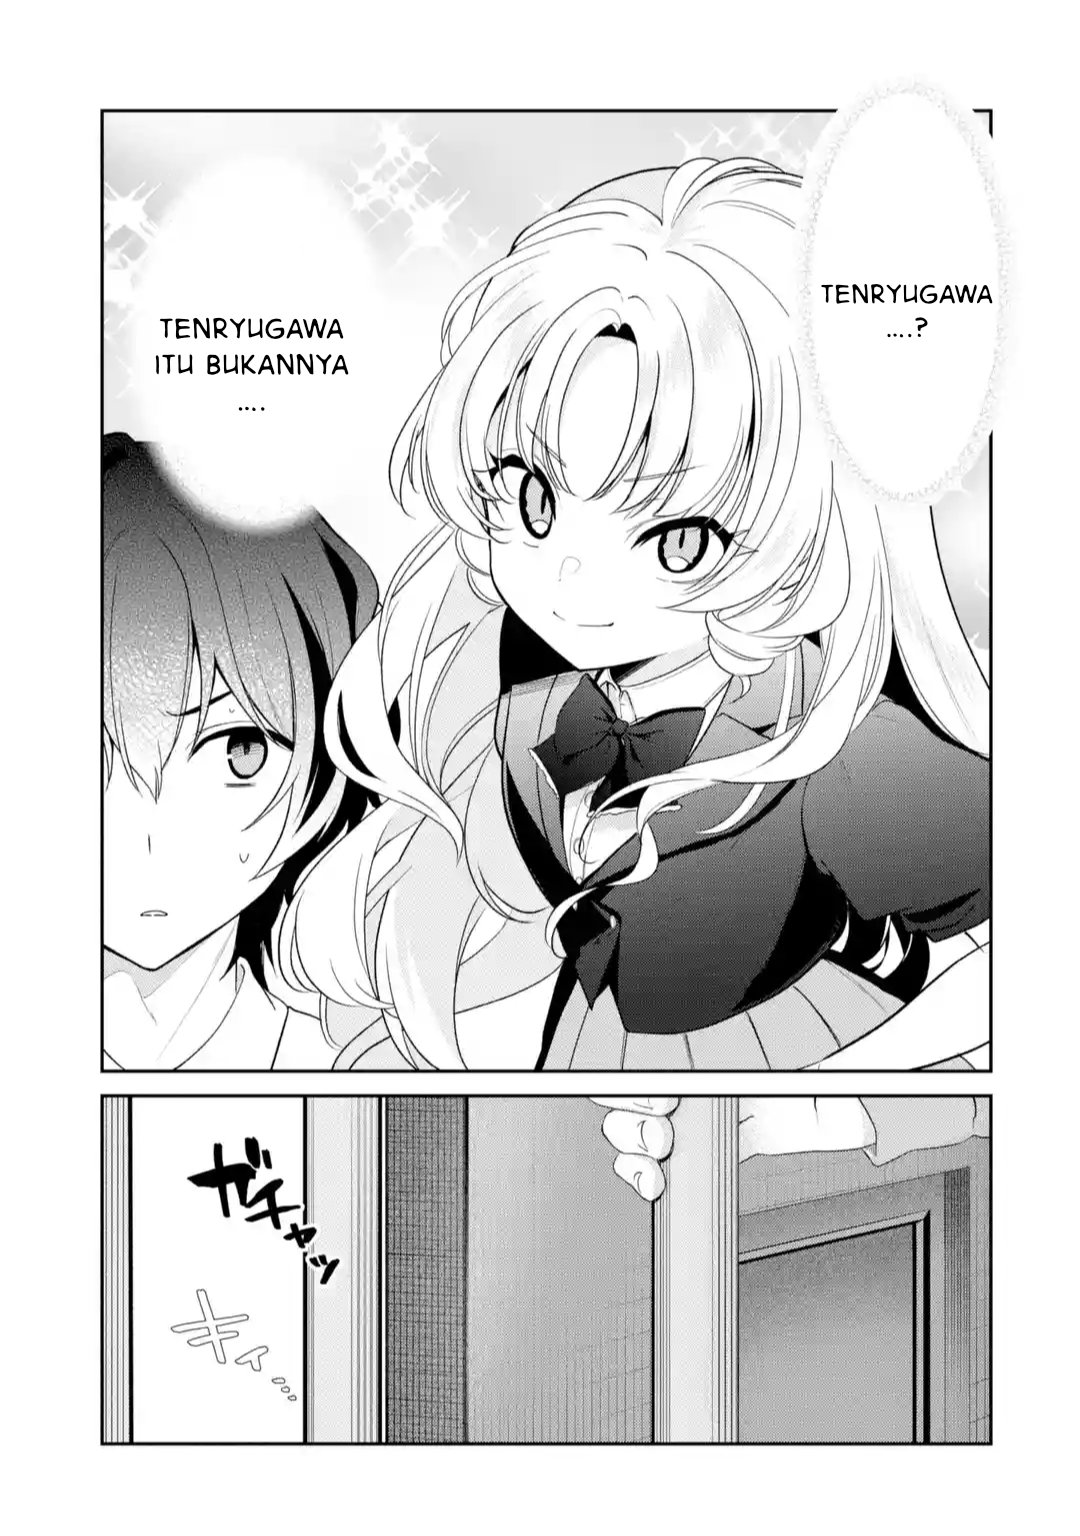 TENRYUGAWA
....?
TENRYUGAWA
ITU BUKANNYA
....
ガチャッ
キィ...